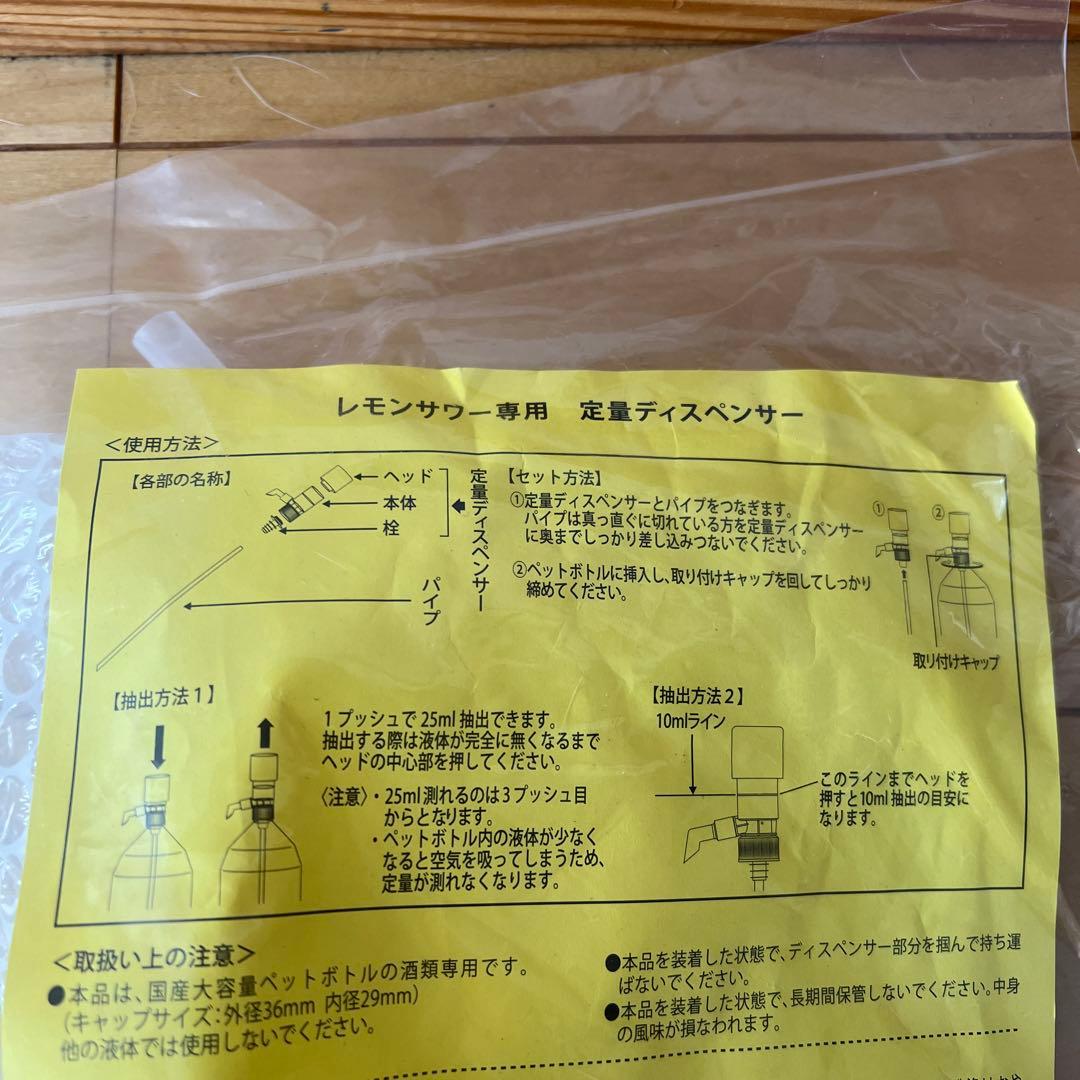 レモンサワー専用 定量ディスペンサー
＜使用方法＞
【各部の名称】
ヘッド
本体
栓
定量ディスペンサー
パイプ
【セット方法】
①定量ディスペンサーとパイプをつなぎます。
パイプは真っ直ぐに切れている方を定量ディスペンサー
に奥までしっかり差し込みつないでください。
②ペットボトルに挿入し、取り付けキャップを回してしっかり
締めてください。
①
②
取り付けキャップ
【抽出方法1】
1プッシュで25ml抽出できます。
抽出する際は液体が完全に無くなるまで
ヘッドの中心部を押してください。
〈注意〉・25ml測れるのは3プッシュ目
からとなります。
・ペットボトル内の液体が少なく
なると空気を吸ってしまうため、
定量が測れなくなります。
【抽出方法2】
10mlライン
このラインまでヘッドを
押すと10ml抽出の目安に
なります。
＜取扱い上の注意＞
●本品は、国産大容量ペットボトルの酒類専用です。
（キャップサイズ：外径36mm 内径29mm）
他の液体では使用しないでください。
●本品を装着した状態で、ディスペンサー部分を掴んで持ち運
ばないでください。
●本品を装着した状態で、長期間保管しないでください。中身
の風味が損なわれます。